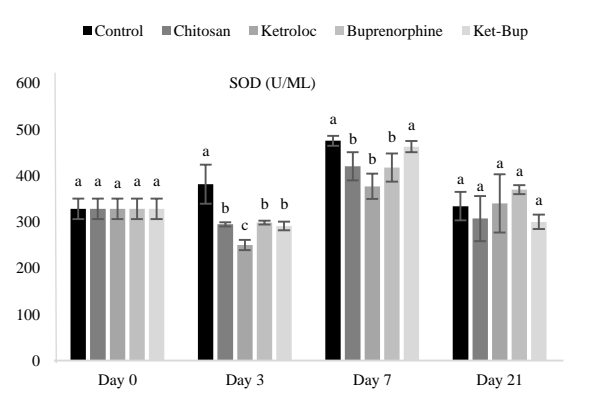 Control Chitosan Ketroloc Buprenorphine Ket-Bup
SOD (U/ML)
600
500
400
300
200
100
0
a a a a a
a b c b b
a b b b a
a a a a a
Day 0 Day 3 Day 7 Day 21